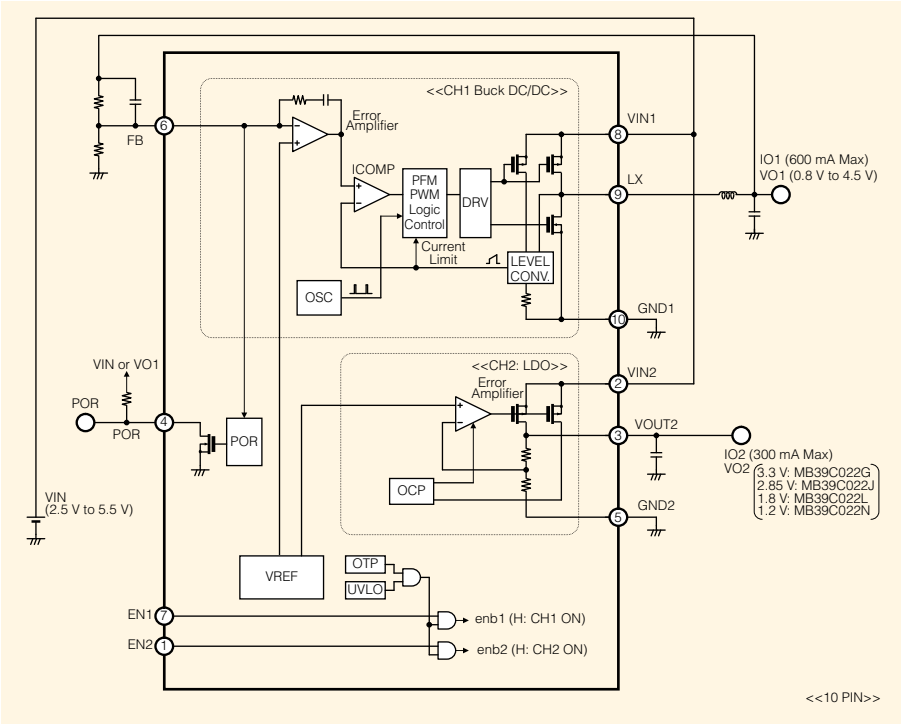 <<CH1 Buck DC/DC>>
6
FB
Error
Amplifier
−
+
VIN1
8
IO1 (600 mA Max)
VO1 (0.8 V to 4.5 V)
ICOMP
+
−
PFM
PWM
Logic
Control
DRV
LX
9
Current
Limit
LEVEL
CONV.
OSC
GND1
10
VIN or VO1
<<CH2: LDO>>
Error
Amplifier
+
−
VIN2
2
POR
4
POR
POR
VOUT2
3
IO2 (300 mA Max)
VO2
3.3 V: MB39C022G
2.85 V: MB39C022J
1.8 V: MB39C022L
1.2 V: MB39C022N
OCP
GND2
5
VIN
(2.5 V to 5.5 V)
VREF
OTP
UVLO
EN1
7
enb1 (H: CH1 ON)
EN2
1
enb2 (H: CH2 ON)
<<10 PIN>>